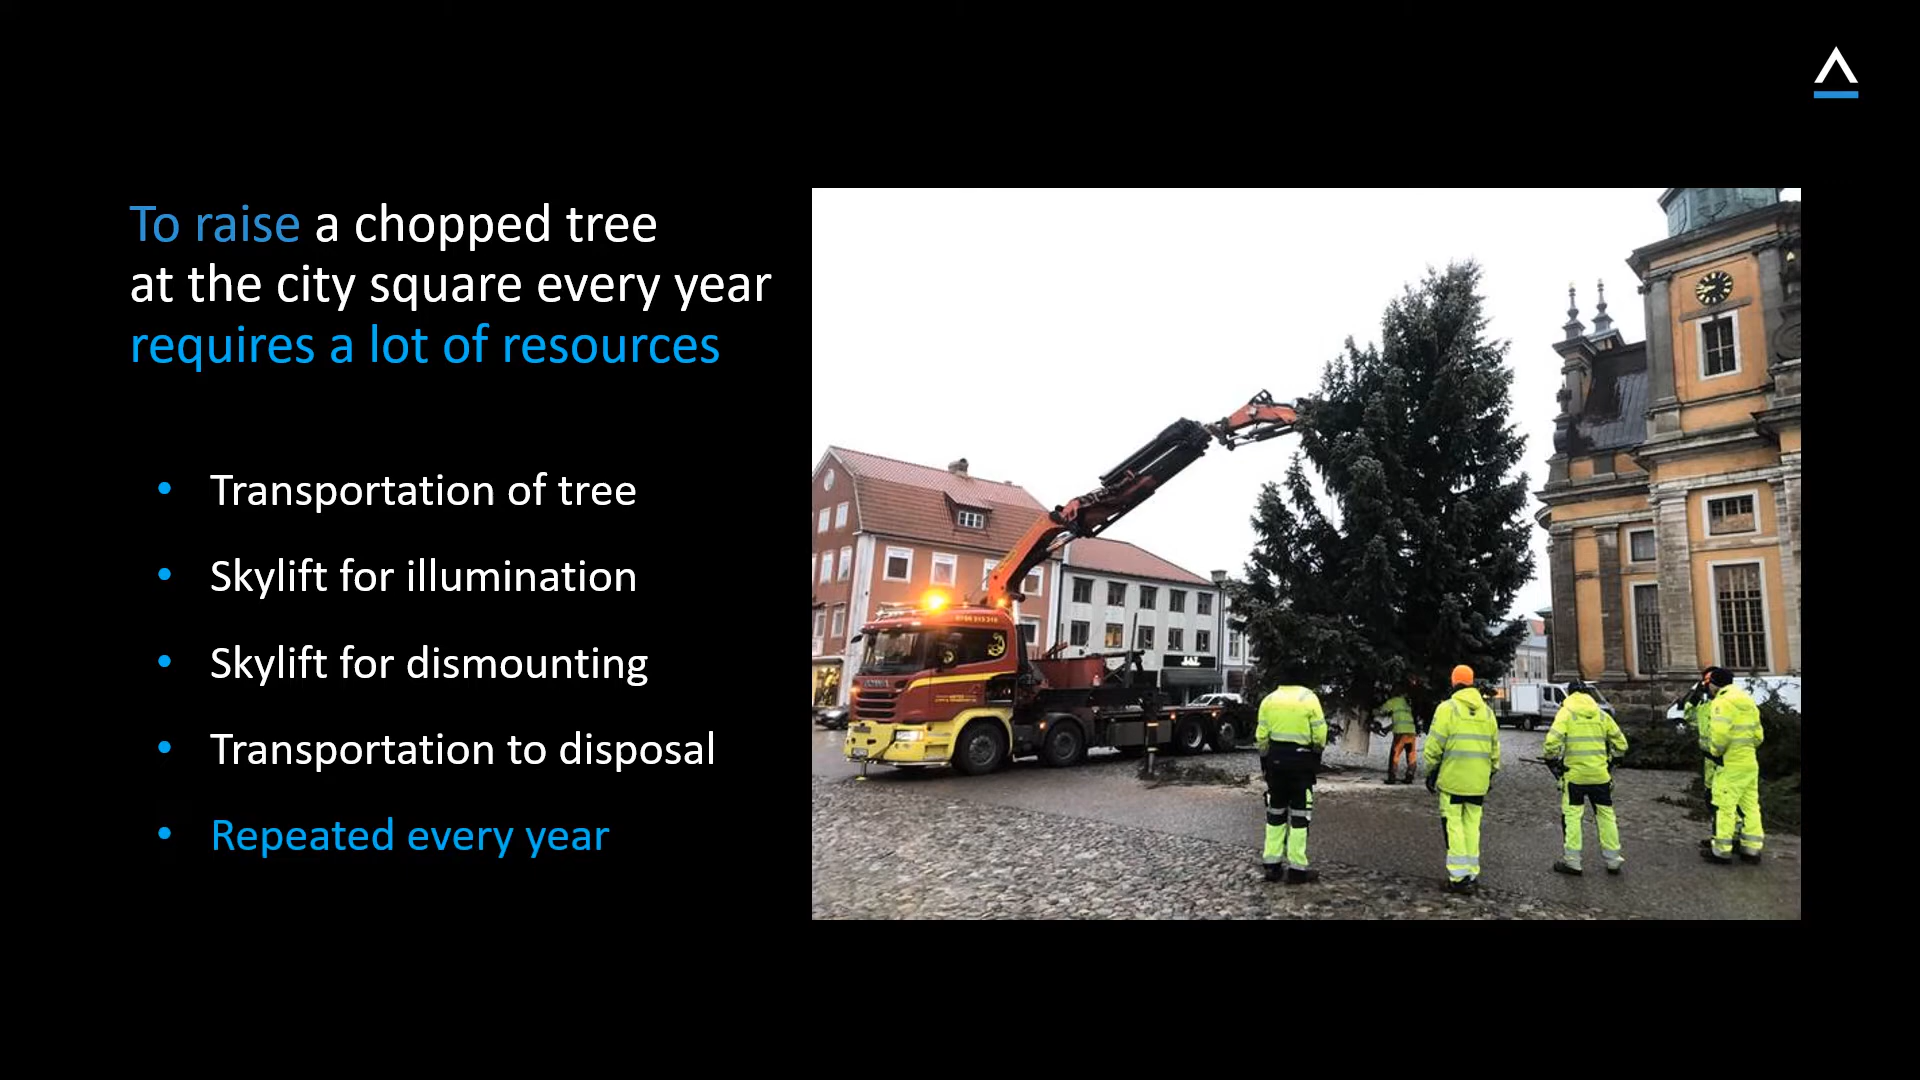 To raise a chopped tree
at the city square every year
requires a lot of resources
• Transportation of tree
• Skylift for illumination
• Skylift for dismounting
• Transportation to disposal
• Repeated every year